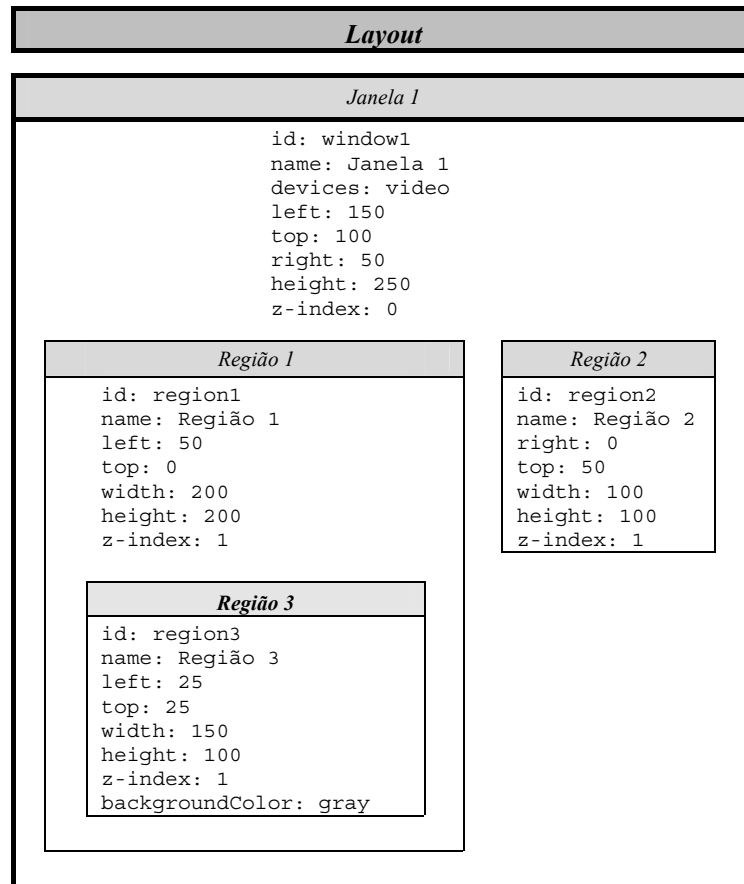 Layout
Janela 1
id: window1
name: Janela 1
devices: video
left: 150
top: 100
right: 50
height: 250
z-index: 0
Região 1
id: region1
name: Região 1
left: 50
top: 0
width: 200
height: 200
z-index: 1
Região 2
id: region2
name: Região 2
right: 0
top: 50
width: 100
height: 100
z-index: 1
Região 3
id: region3
name: Região 3
left: 25
top: 25
width: 150
height: 100
z-index: 1
backgroundColor: gray